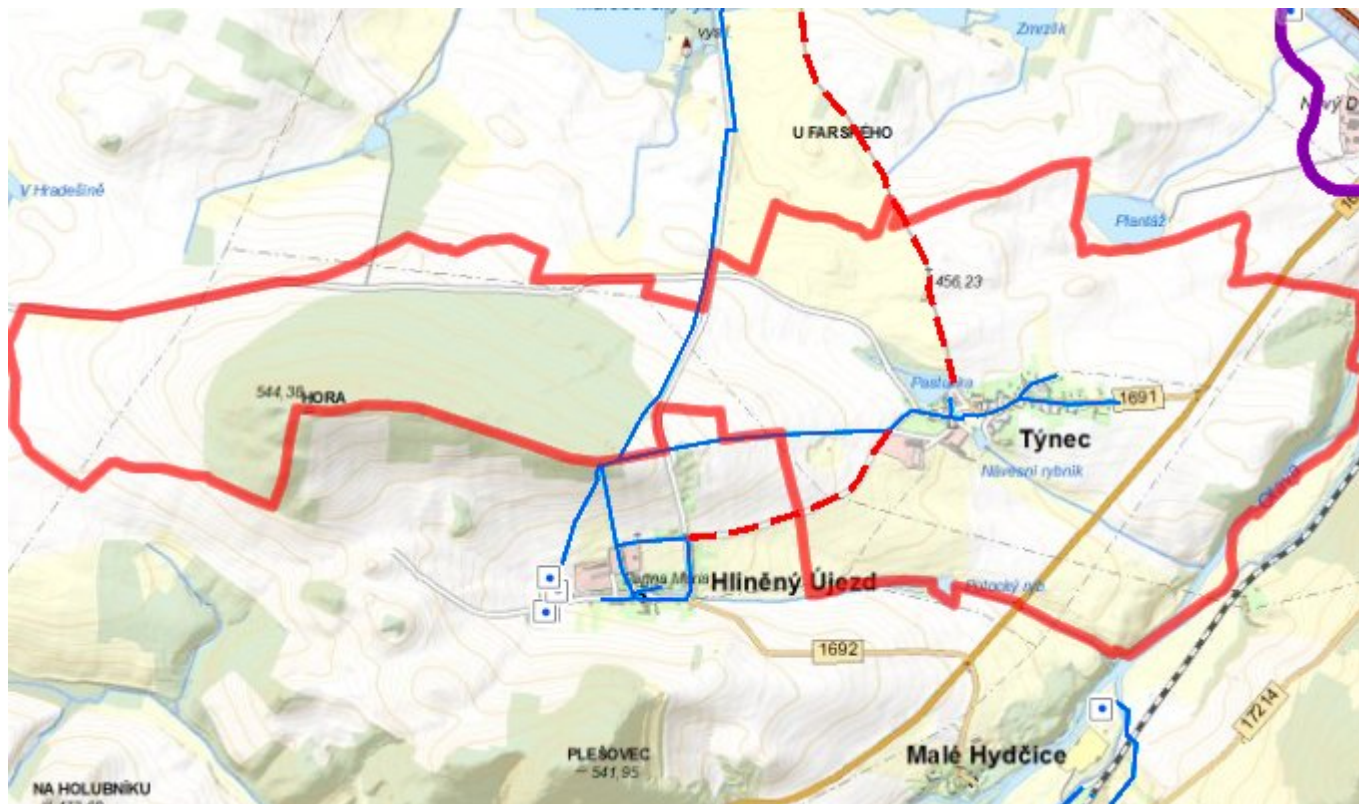 Zmrzlík
U FARSKÉHO
V Hradešíně
Plantáž
456,23
544,38
HORA
Pastuška
1691
Týnec
Návesní rybník
Hliněný Újezd
Potocký ryb.
1692
17214
PLEŠOVEC
541,95
Malé Hydčice
NA HOLUBNÍKU